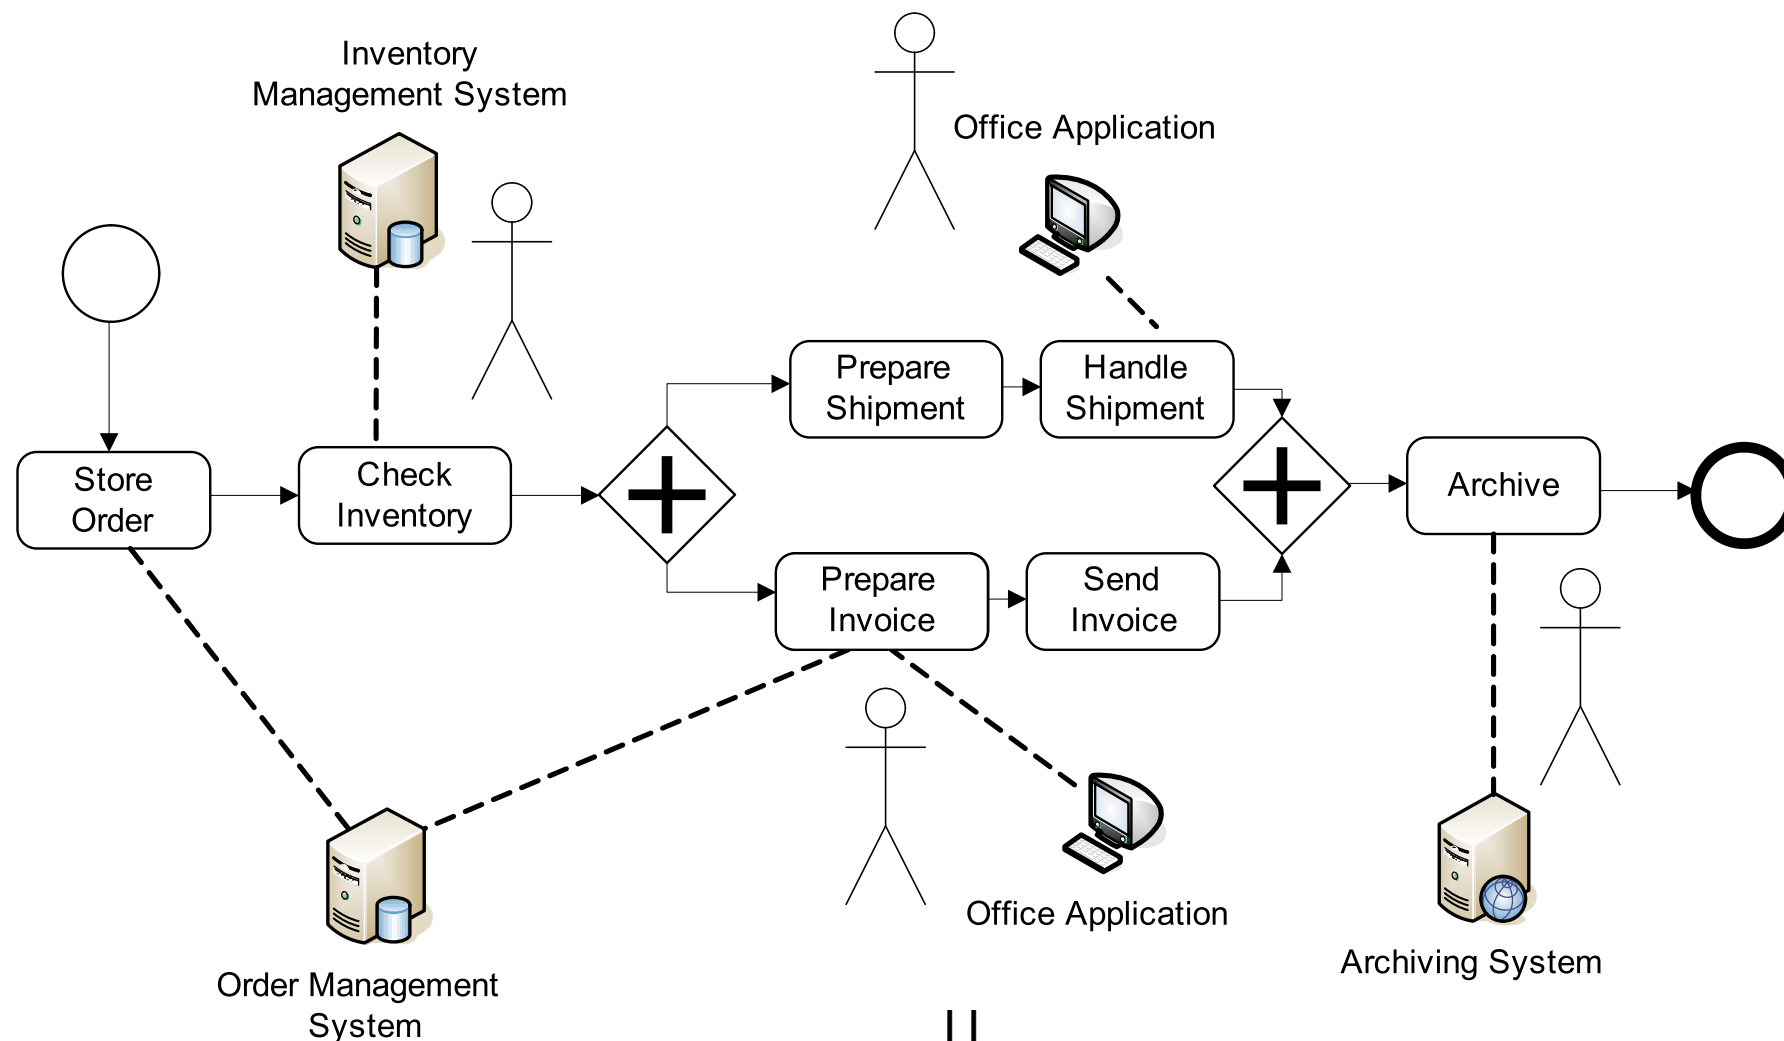 Inventory
Management System
Office Application
Prepare
Shipment
Handle
Shipment
Store
Order
Check
Inventory
Archive
Prepare
Invoice
Send
Invoice
Office Application
Archiving System
Order Management
System